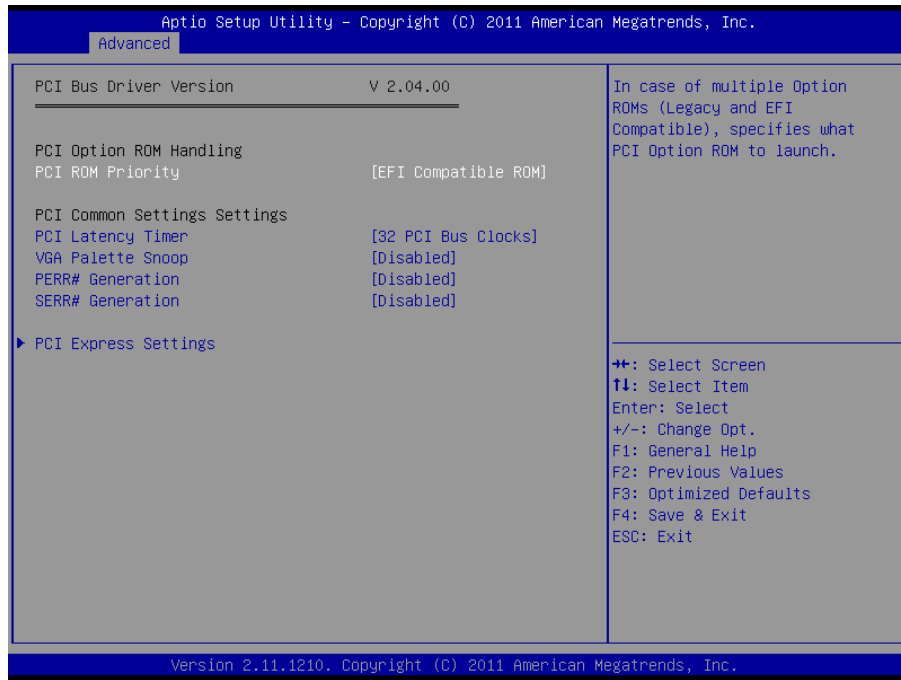 Aptio Setup Utility – Copyright (C) 2011 American Megatrends, Inc.
Advanced
PCI Bus Driver Version V 2.04.00
PCI Option ROM Handling
PCI ROM Priority [EFI Compatible ROM]
PCI Common Settings Settings
PCI Latency Timer [32 PCI Bus Clocks]
VGA Palette Snoop [Disabled]
PERR# Generation [Disabled]
SERR# Generation [Disabled]
PCI Express Settings
In case of multiple Option
ROMs (Legacy and EFI
Compatible), specifies what
PCI Option ROM to launch.
→←: Select Screen
↑↓: Select Item
Enter: Select
+/-: Change Opt.
F1: General Help
F2: Previous Values
F3: Optimized Defaults
F4: Save & Exit
ESC: Exit
Version 2.11.1210. Copyright (C) 2011 American Megatrends, Inc.